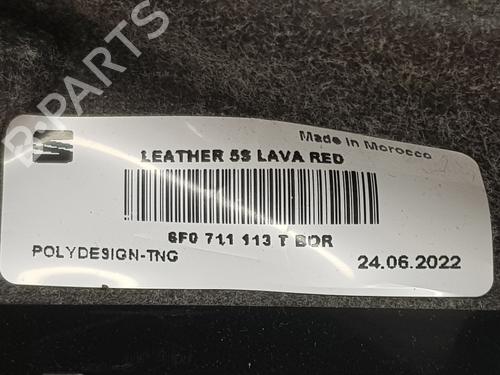 B-PARTS
Made in Morocco
LEATHER 5S LAVA RED
6F0 711 113 T BDR
POLYDESIGN-TNG
24.06.2022